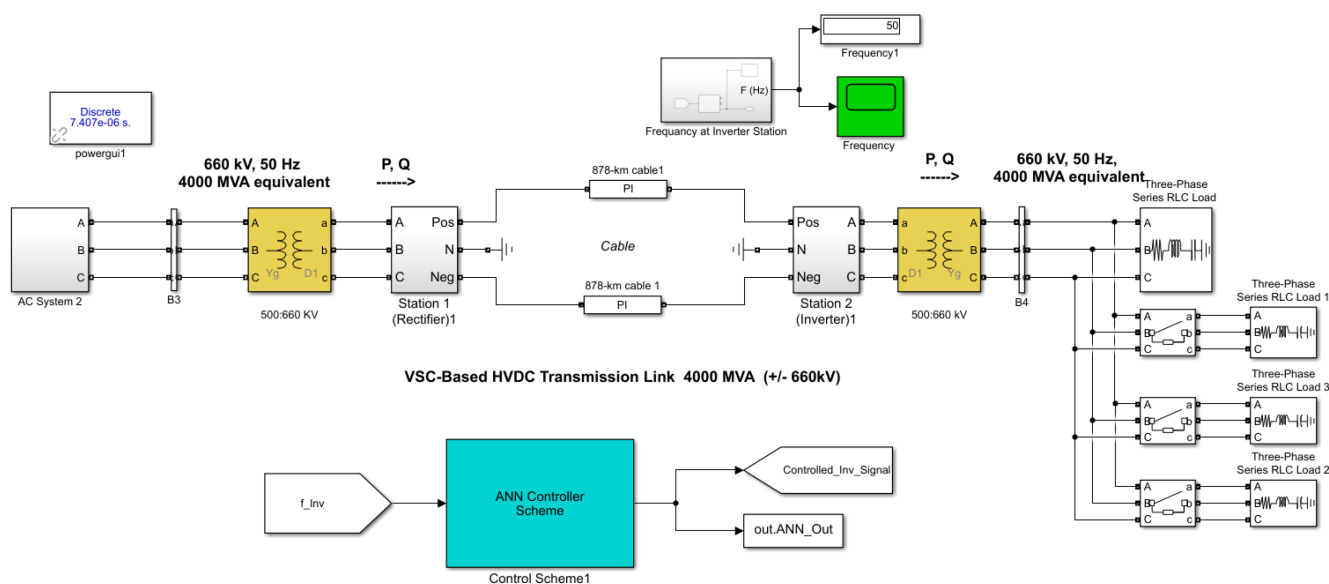 50
Frequency1
F (Hz)
Frequancy at Inverter Station
Frequency
Discrete
7.407e-06 s.
powergui1
660 kV, 50 Hz
4000 MVA equivalent
P, Q
------>
878-km cable1
PI
P, Q
------>
660 kV, 50 Hz,
4000 MVA equivalent
Three-Phase
Series RLC Load
A
B
C
AC System 2
B3
A
B
C
Yg
D1
a
b
c
500:660 KV
A
B
C
Pos
N
Neg
Station 1
(Rectifier)1
Cable
878-km cable 1
PI
Pos
N
Neg
A
B
C
Station 2
(Inverter)1
a
b
c
D1
Yg
A
B
C
500:660 kV
B4
A
B
C
Three-Phase
Series RLC Load 1
A
B
C
a
b
c
A
B
C
Three-Phase
Series RLC Load 3
A
B
C
a
b
c
A
B
C
Three-Phase
Series RLC Load 2
A
B
C
a
b
c
A
B
C
VSC-Based HVDC Transmission Link 4000 MVA (+/- 660kV)
f_Inv
ANN Controller
Scheme
Control Scheme1
Controlled_Inv_Signal
out.ANN_Out